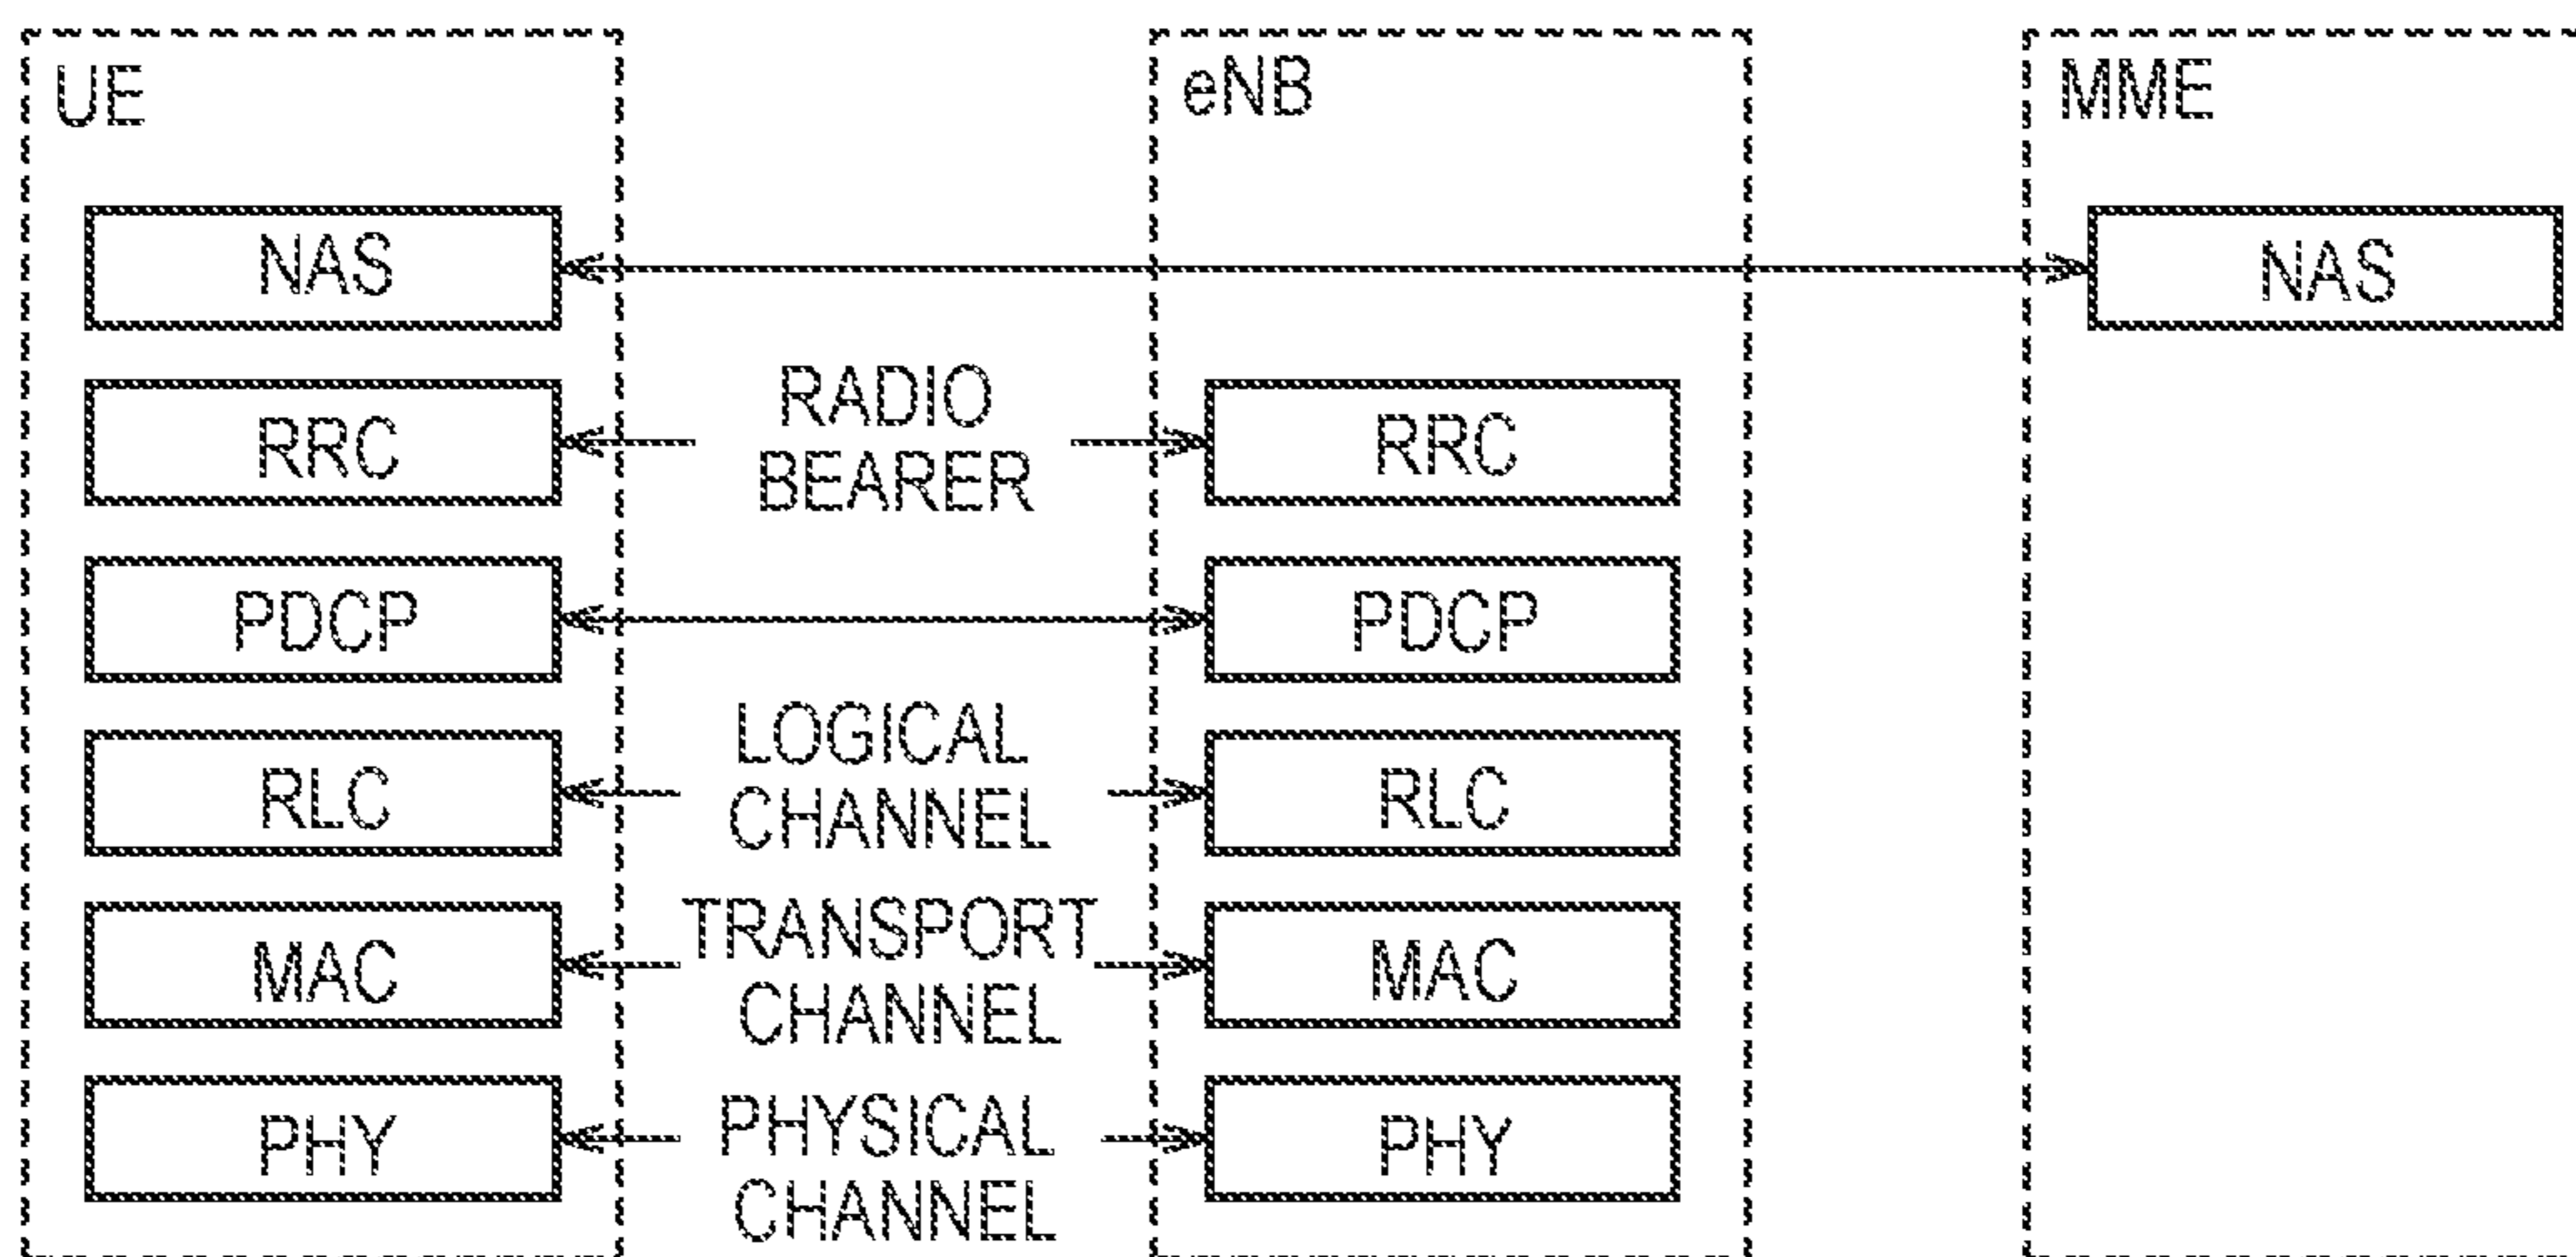 UE
eNB
MME
NAS
NAS
RADIO
BEARER
RRC
RRC
PDCP
PDCP
LOGICAL
CHANNEL
RLC
RLC
TRANSPORT
CHANNEL
MAC
MAC
PHYSICAL
CHANNEL
PHY
PHY